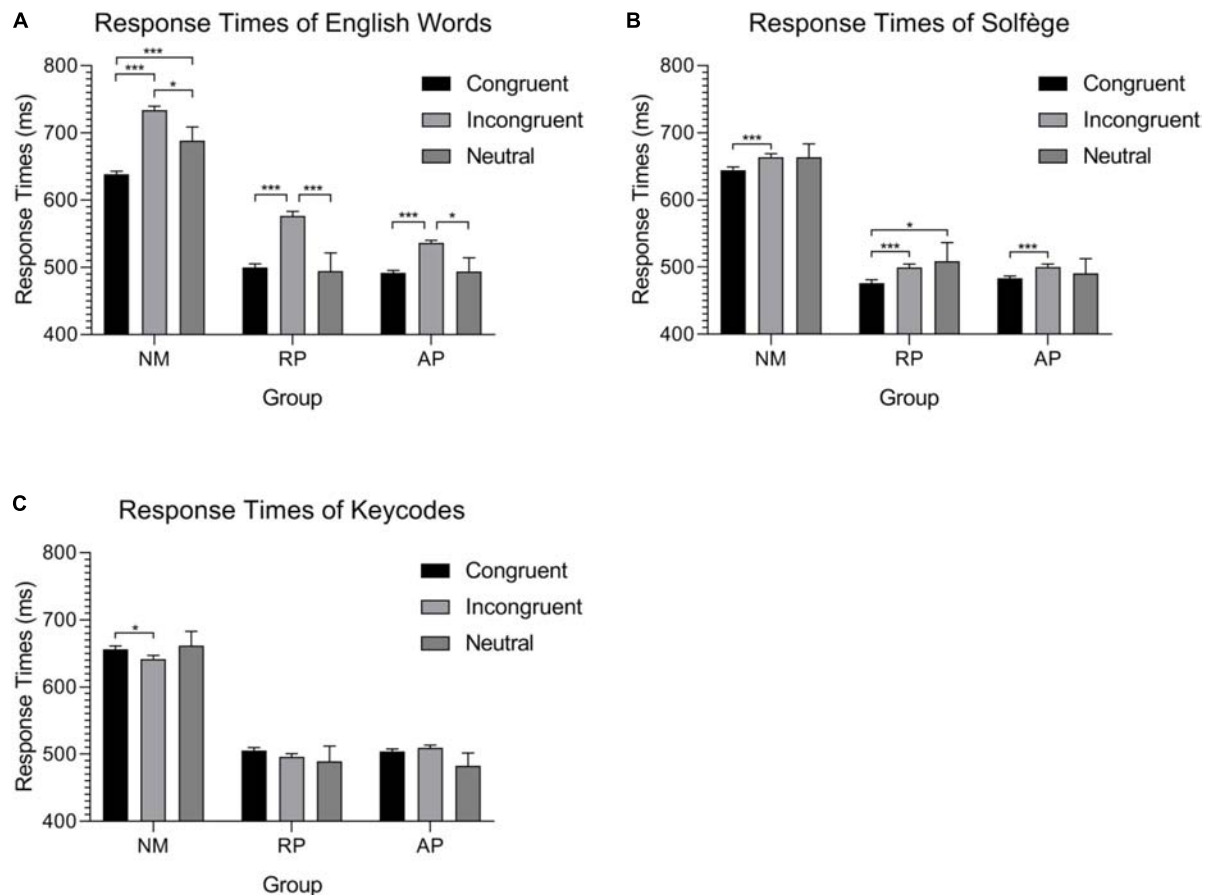 A
Response Times of English Words
800
700
600
500
400
Response Times (ms)
***
***
*
***
***
***
*
Congruent
Incongruent
Neutral
NM
RP
AP
Group
B
Response Times of Solfège
800
700
600
500
400
Response Times (ms)
***
*
***
***
Congruent
Incongruent
Neutral
NM
RP
AP
Group
C
Response Times of Keycodes
800
700
600
500
400
Response Times (ms)
*
Congruent
Incongruent
Neutral
NM
RP
AP
Group